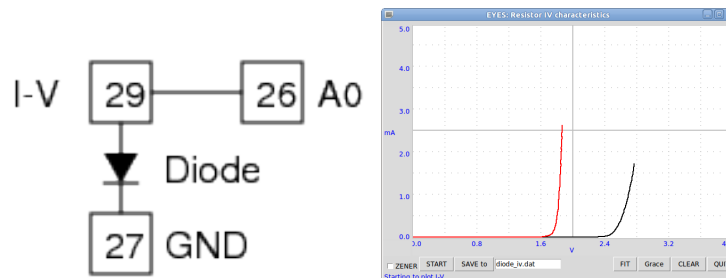 I-V 29 26 A0
Diode
27 GND
EYES: Resistor IV characteristics
5.0
4.0
3.0
mA
2.0
1.0
0.0
0.0 0.8 1.6 2.4 3.2
V
ZENER START SAVE to diode_iv.dat FIT Grace CLEAR
Starting to plot I-V